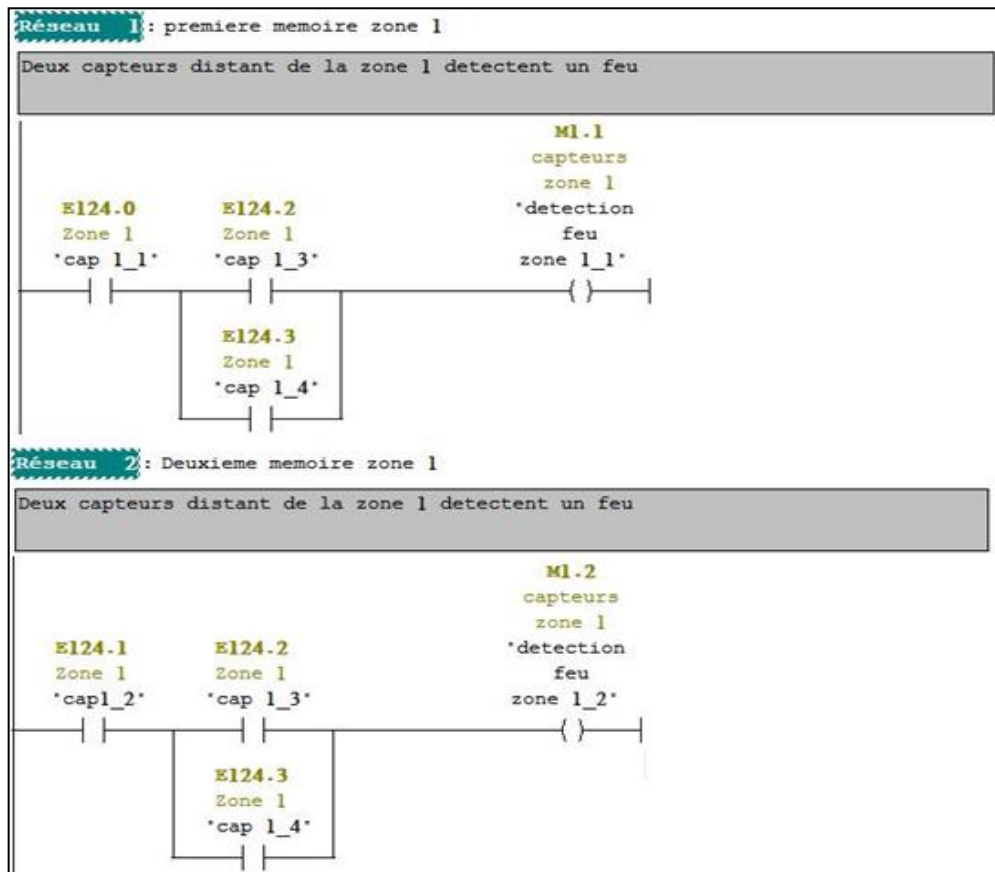 Réseau 1 : premiere memoire zone 1
Deux capteurs distant de la zone 1 detectent un feu
M1.1
capteurs
zone 1
"detection
feu
zone 1_1"
E124.0
Zone 1
"cap 1_1"
E124.2
Zone 1
"cap 1_3"
E124.3
Zone 1
"cap 1_4"
Réseau 2 : Deuxieme memoire zone 1
Deux capteurs distant de la zone 1 detectent un feu
M1.2
capteurs
zone 1
"detection
feu
zone 1_2"
E124.1
Zone 1
"cap1_2"
E124.2
Zone 1
"cap 1_3"
E124.3
Zone 1
"cap 1_4"